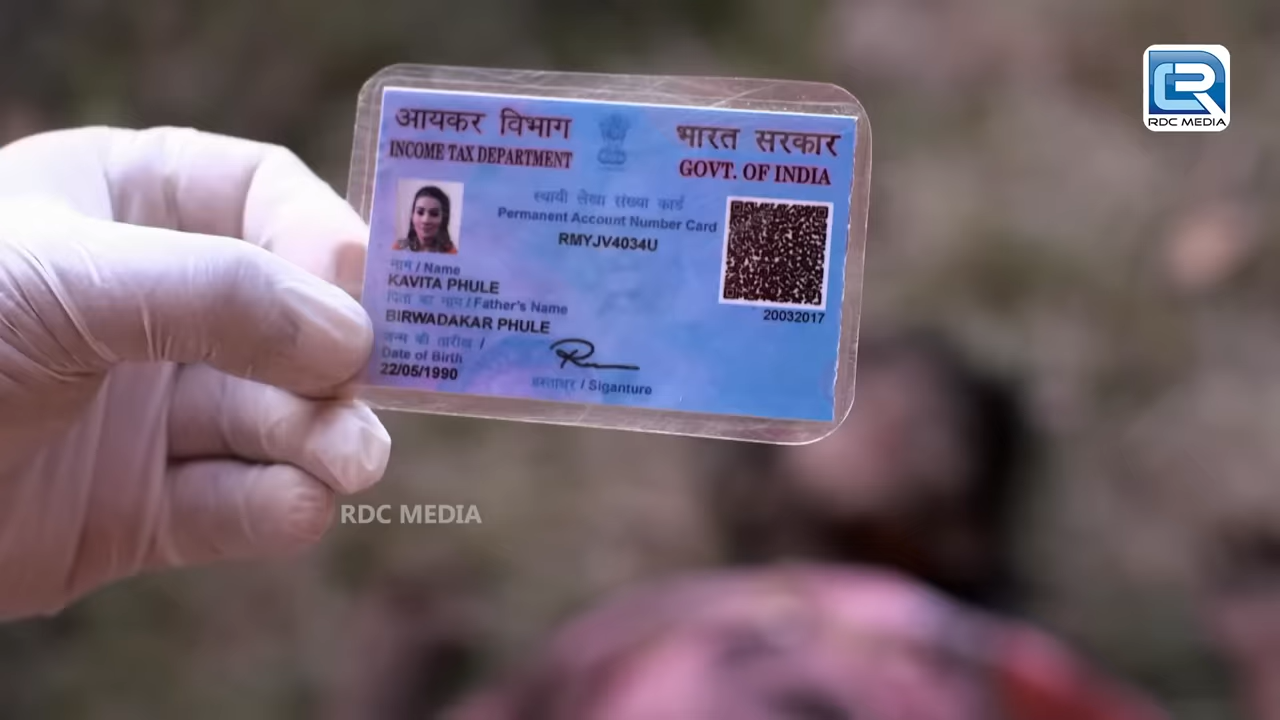 RDC MEDIA
आयकर विभाग
भारत सरकार
INCOME TAX DEPARTMENT
GOVT. OF INDIA
स्थायी लेखा संख्या कार्ड
Permanent Account Number Card
RMYJV4034U
नाम / Name
KAVITA PHULE
पिता का नाम / Father's Name
BIRWADAKAR PHULE
20032017
जन्म की तारीख /
Date of Birth
22/05/1990
हस्ताक्षर / Siganture
RDC MEDIA